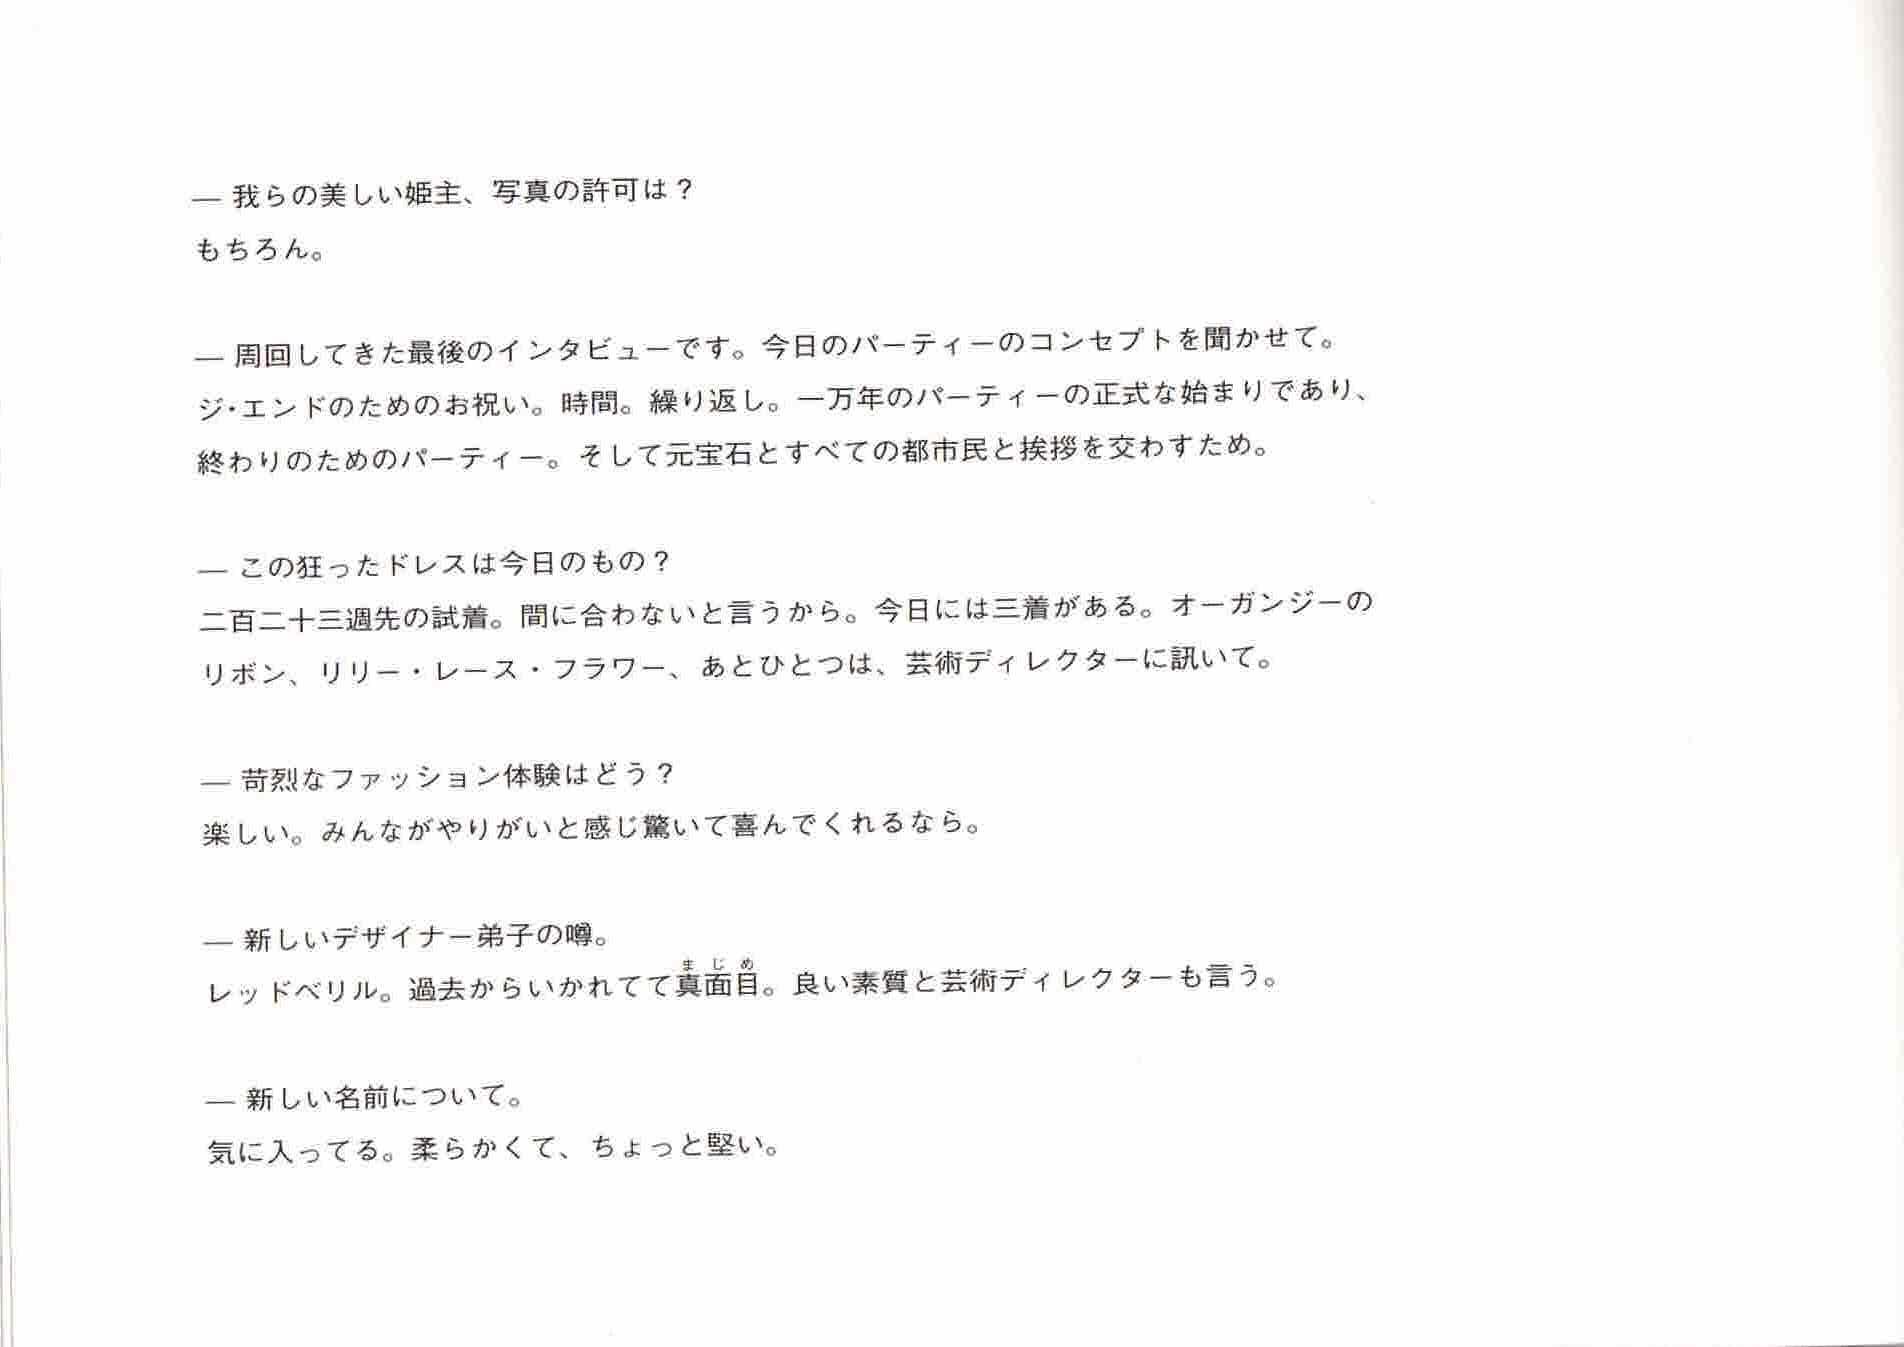 — 我らの美しい姫主、写真の許可は？
もちろん。
— 周回してきた最後のインタビューです。今日のパーティーのコンセプトを聞かせて。
ジ・エンドのためのお祝い。時間。繰り返し。一万年のパーティーの正式な始まりであり、
終わりのためのパーティー。そして元宝石とすべての都市民と挨拶を交わすため。
— この狂ったドレスは今日のもの？
二百二十三週先の試着。間に合わないと言うから。今日には三着がある。オーガンジーの
リボン、リリー・レース・フラワー、あとひとつは、芸術ディレクターに訊いて。
— 苛烈なファッション体験はどう？
楽しい。みんながやりがいと感じ驚いて喜んでくれるなら。
— 新しいデザイナー弟子の噂。
まじめ
レッドベリル。過去からいかれてて真面目。良い素質と芸術ディレクターも言う。
— 新しい名前について。
気に入ってる。柔らかくて、ちょっと堅い。